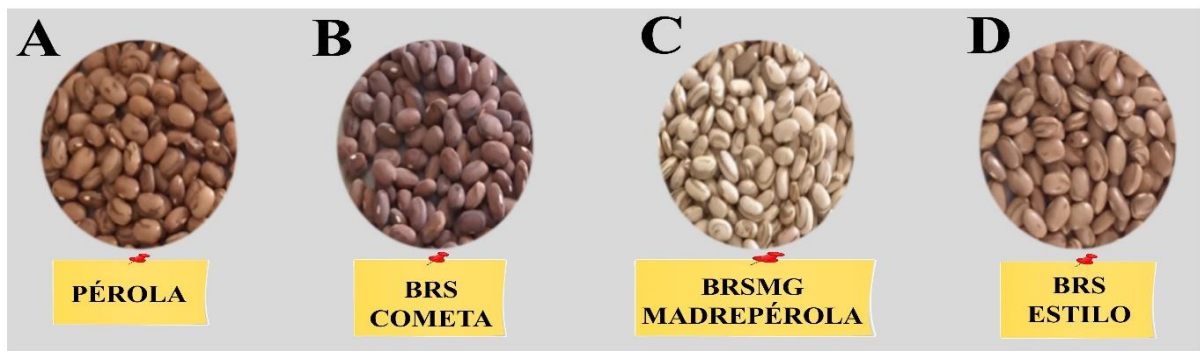 A
B
C
D
PÉROLA
BRS
COMETA
BRSMG
MADREPÉROLA
BRS
ESTILO